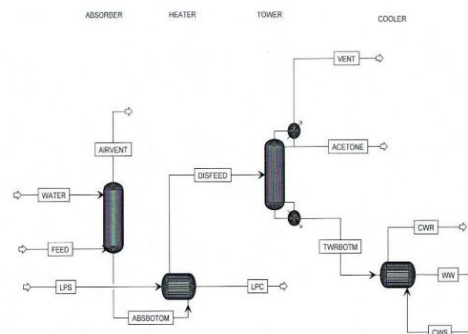 ABSORBER HEATER TOWER COOLER
VENT
AIRVENT
ACETONE
DISFEED
WATER
CWR
FEED
TWRBOTM
WW
LPS
LPC
ABSBOTOM
CWS